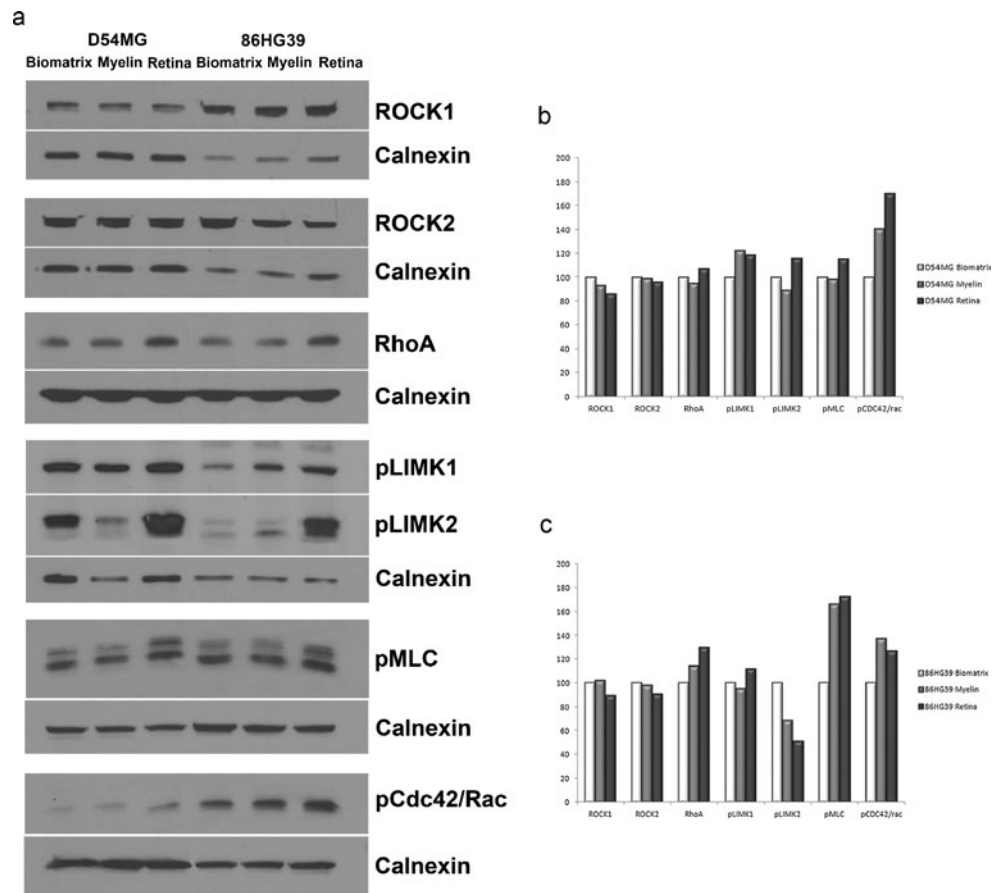 a
D54MG 86HG39
Biomatrix Myelin Retina Biomatrix Myelin Retina
ROCK1
Calnexin
ROCK2
Calnexin
RhoA
Calnexin
pLIMK1
pLIMK2
Calnexin
pMLC
Calnexin
pCdc42/Rac
Calnexin
b
200
180
160
140
120
100
80
60
40
20
0
ROCK1 ROCK2 RhoA pLIMK1 pLIMK2 pMLC pCDC42/rac
D54MG Biomatrix
D54MG Myelin
D54MG Retina
c
200
180
160
140
120
100
80
60
40
20
0
ROCK1 ROCK2 RhoA pLIMK1 pLIMK2 pMLC pCDC42/rac
86HG39 Biomatrix
86HG39 Myelin
86HG39 Retina